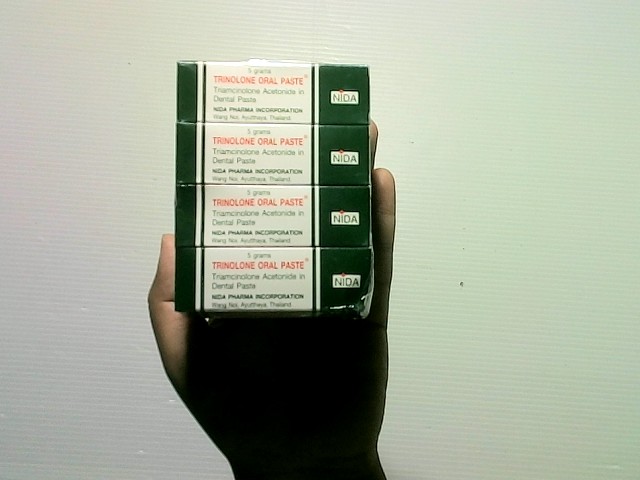 5 grams
TRINOLONE ORAL PASTE®
Triamcinolone Acetonide in
Dental Paste
NIDA PHARMA INCORPORATION
Wang Noi, Ayutthaya, Thailand
NIDA
5 grams
TRINOLONE ORAL PASTE®
Triamcinolone Acetonide in
Dental Paste
NIDA PHARMA INCORPORATION
Wang Noi, Ayutthaya, Thailand
NIDA
5 grams
TRINOLONE ORAL PASTE®
Triamcinolone Acetonide in
Dental Paste
NIDA PHARMA INCORPORATION
Wang Noi, Ayutthaya, Thailand
NIDA
5 grams
TRINOLONE ORAL PASTE®
Triamcinolone Acetonide in
Dental Paste
NIDA PHARMA INCORPORATION
Wang Noi, Ayutthaya, Thailand
NIDA